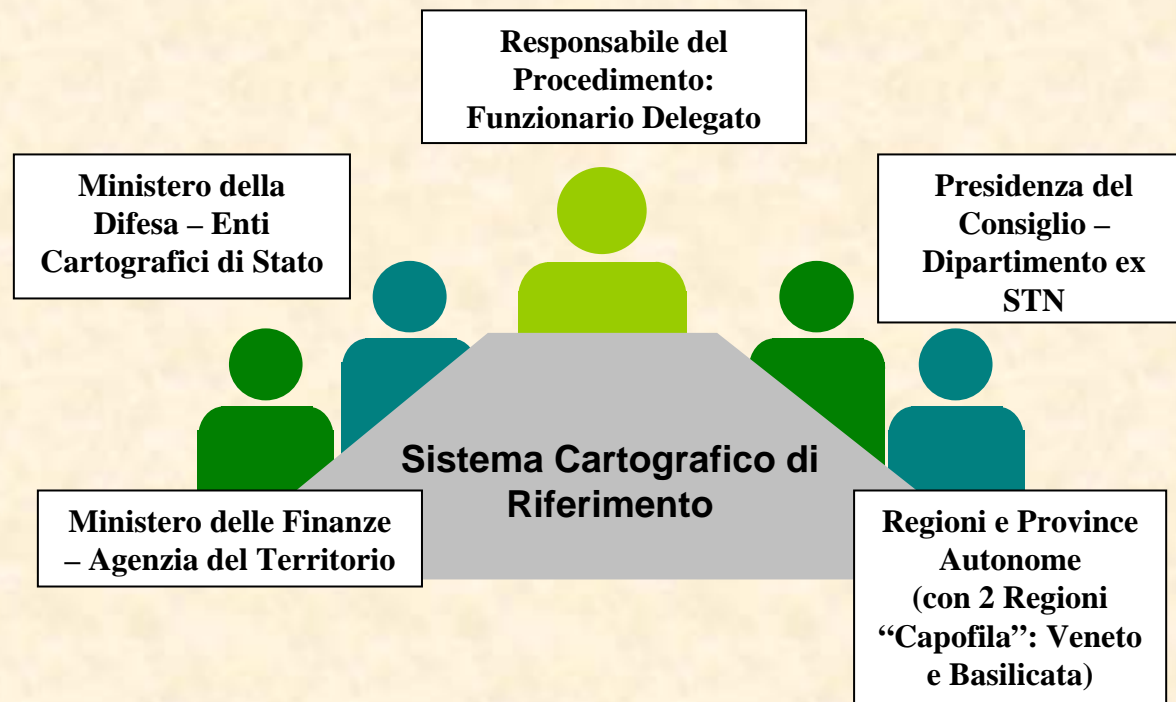 Responsabile del
Procedimento:
Funzionario Delegato
Ministero della
Difesa – Enti
Cartografici di Stato
Presidenza del
Consiglio –
Dipartimento ex
STN
Sistema Cartografico di
Riferimento
Ministero delle Finanze
– Agenzia del Territorio
Regioni e Province
Autonome
(con 2 Regioni
“Capofila”: Veneto
e Basilicata)